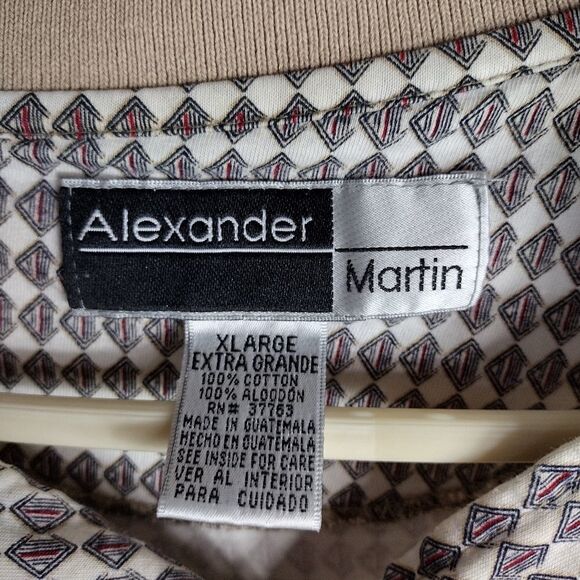 Alexander
Martin
XLARGE
EXTRA GRANDE
100% COTTON
100% ALGODÓN
RN# 37763
MADE IN GUATEMALA
HECHO EN GUATEMALA
SEE INSIDE FOR CARE
VER AL INTERIOR
PARA CUIDADO